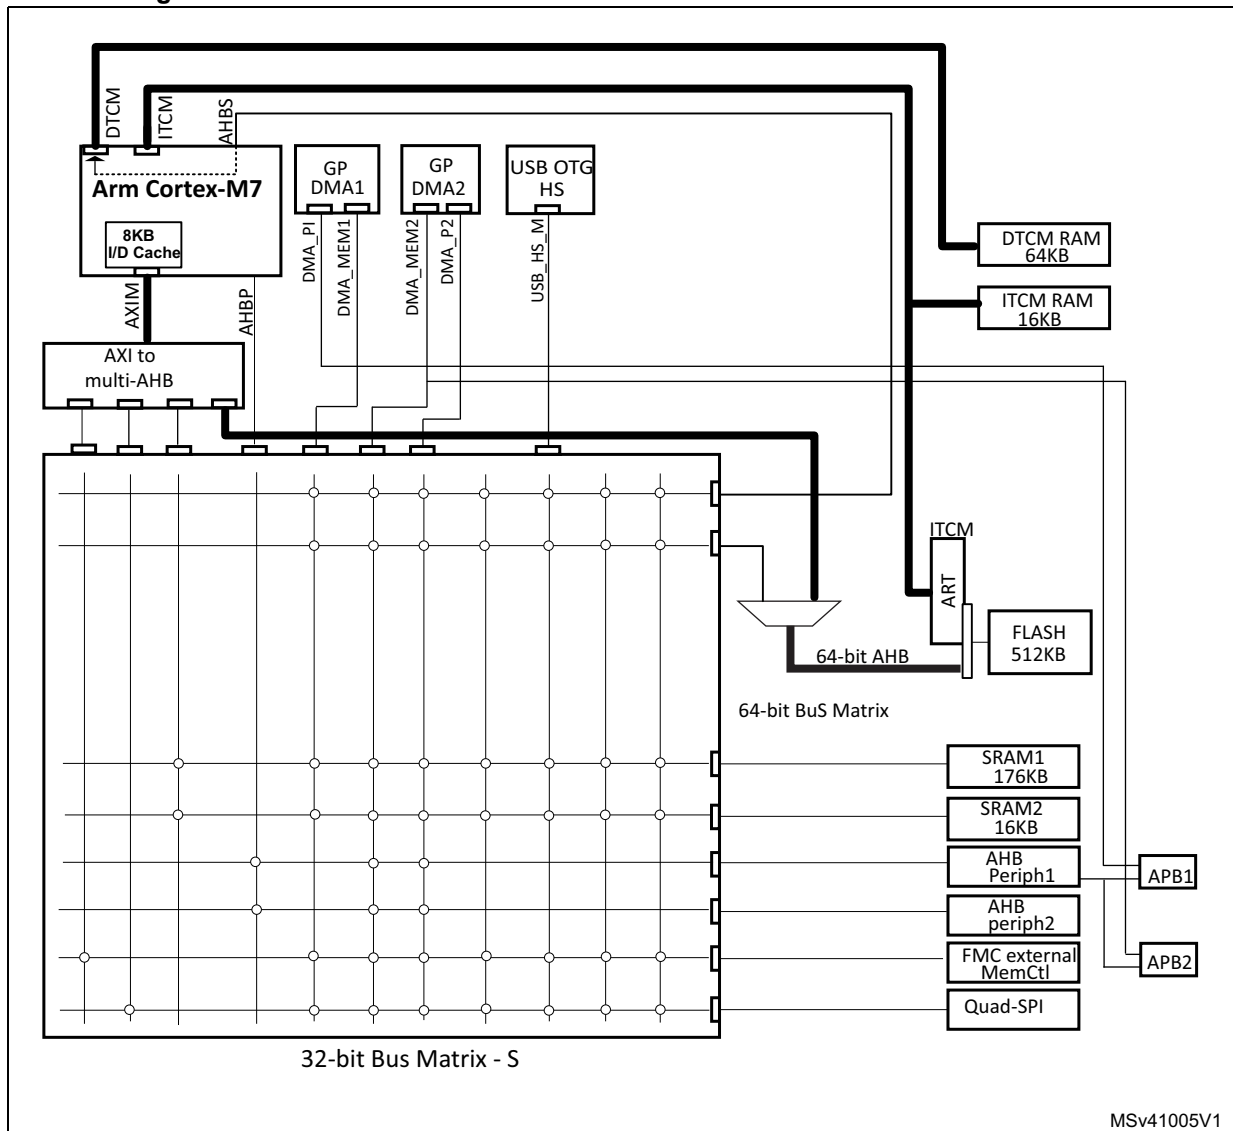 DTCM
ITCM
AHBS
GP
DMA1
GP
DMA2
USB OTG
HS
Arm Cortex-M7
8KB
I/D Cache
DMA_PI
DMA_MEM1
DMA_MEM2
DMA_P2
USB_HS_M
DTCM RAM
64KB
ITCM RAM
16KB
AXIM
AHBP
AXI to
multi-AHB
ITCM
ART
FLASH
512KB
64-bit AHB
64-bit BuS Matrix
SRAM1
176KB
SRAM2
16KB
AHB
Periph1
APB1
AHB
periph2
FMC external
MemCtl
APB2
Quad-SPI
32-bit Bus Matrix - S
MSv41005V1